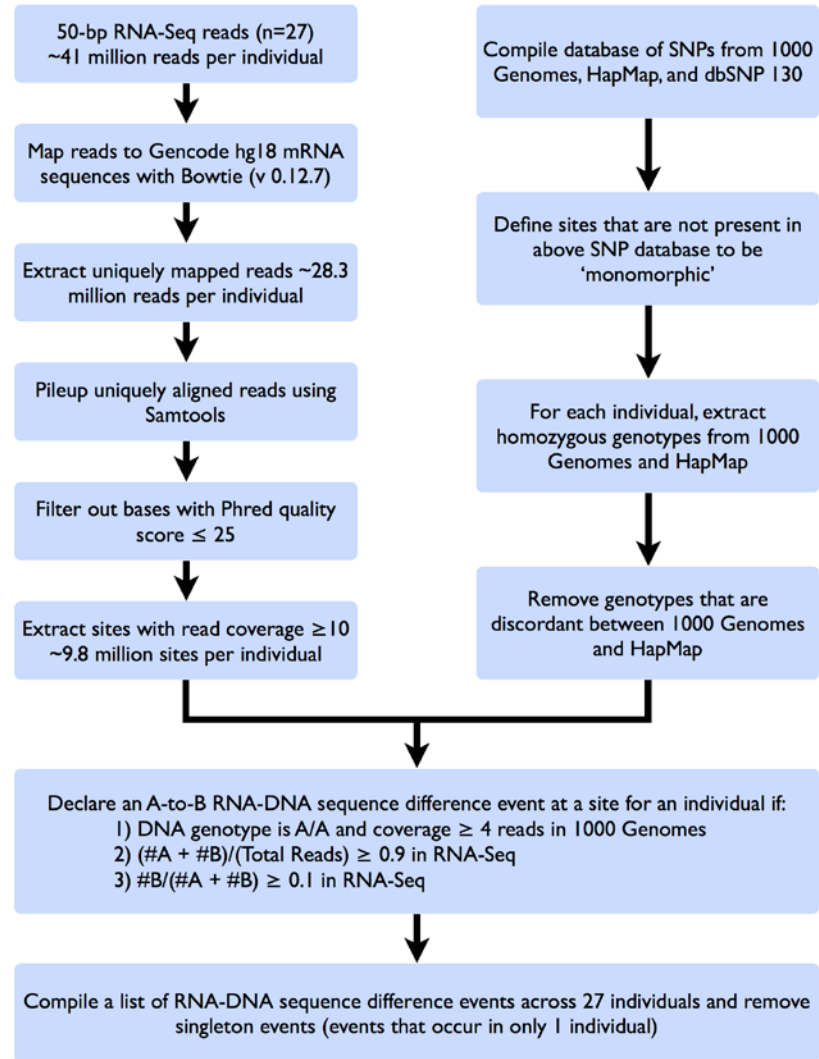 50-bp RNA-Seq reads (n=27)
~41 million reads per individual
Map reads to Gencode hg18 mRNA
sequences with Bowtie (v 0.12.7)
Extract uniquely mapped reads ~28.3
million reads per individual
Pileup uniquely aligned reads using
Samtools
Filter out bases with Phred quality
score ≤ 25
Extract sites with read coverage ≥10
~9.8 million sites per individual
Compile database of SNPs from 1000
Genomes, HapMap, and dbSNP 130
Define sites that are not present in
above SNP database to be
‘monomorphic’
For each individual, extract
homozygous genotypes from 1000
Genomes and HapMap
Remove genotypes that are
discordant between 1000 Genomes
and HapMap
Declare an A-to-B RNA-DNA sequence difference event at a site for an individual if:
1) DNA genotype is A/A and coverage ≥ 4 reads in 1000 Genomes
2) (#A + #B)/(Total Reads) ≥ 0.9 in RNA-Seq
3) #B/(#A + #B) ≥ 0.1 in RNA-Seq
Compile a list of RNA-DNA sequence difference events across 27 individuals and remove
singleton events (events that occur in only 1 individual)